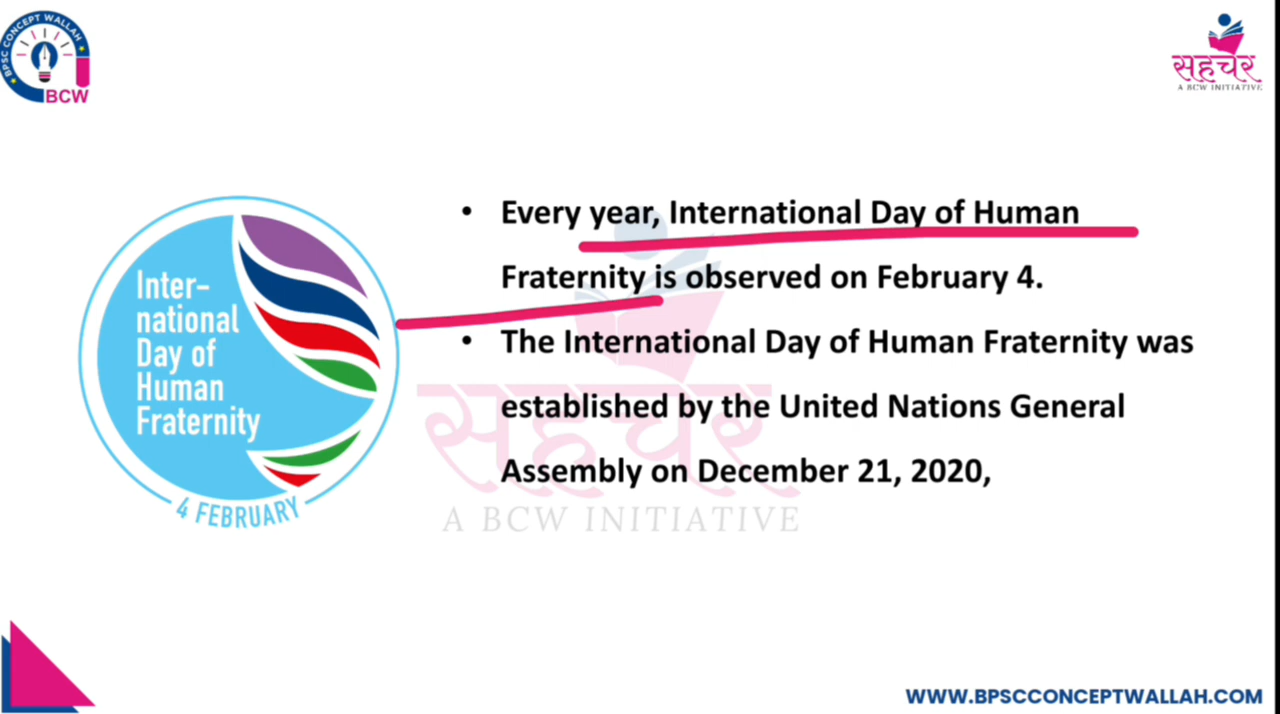 BPSC CONCEPT WALLAH
BCW
सहचर
A BCW INITIATIVE
Inter-
national
Day of
Human
Fraternity
4 FEBRUARY
• Every year, International Day of Human
Fraternity is observed on February 4.
• The International Day of Human Fraternity was
established by the United Nations General
Assembly on December 21, 2020,
सहचर
A BCW INITIATIVE
WWW.BPSCCONCEPTWALLAH.COM